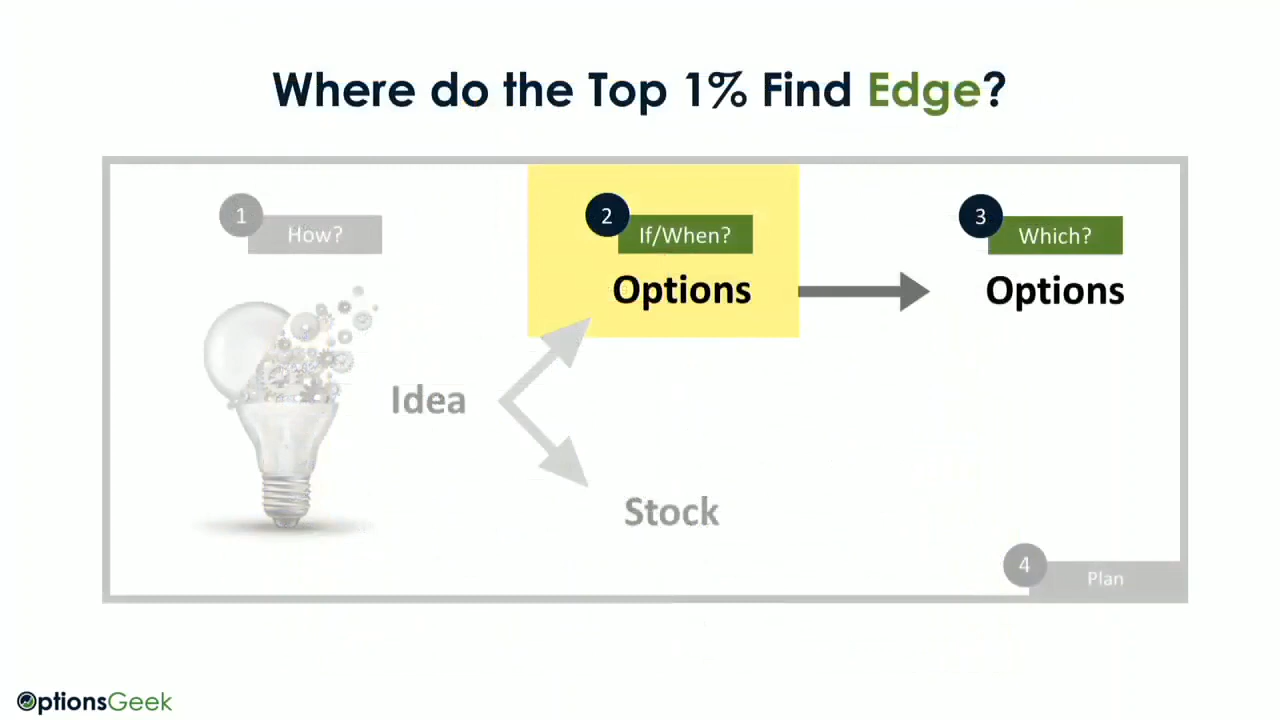 Where do the Top 1% Find Edge?
1
How?
2
If/When?
Options
3
Which?
Options
Idea
Stock
4
Plan
OptionsGeek